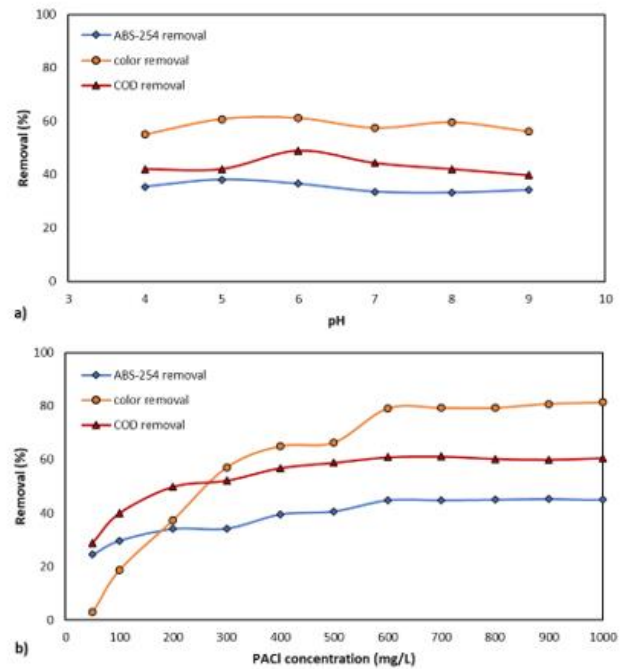 100
80
60
40
20
0
Removal (%)
ABS-254 removal
color removal
COD removal
3 4 5 6 7 8 9 10
a)
pH
100
80
60
40
20
0
Removal (%)
ABS-254 removal
color removal
COD removal
0 100 200 300 400 500 600 700 800 900 1000
b)
PACl concentration (mg/L)